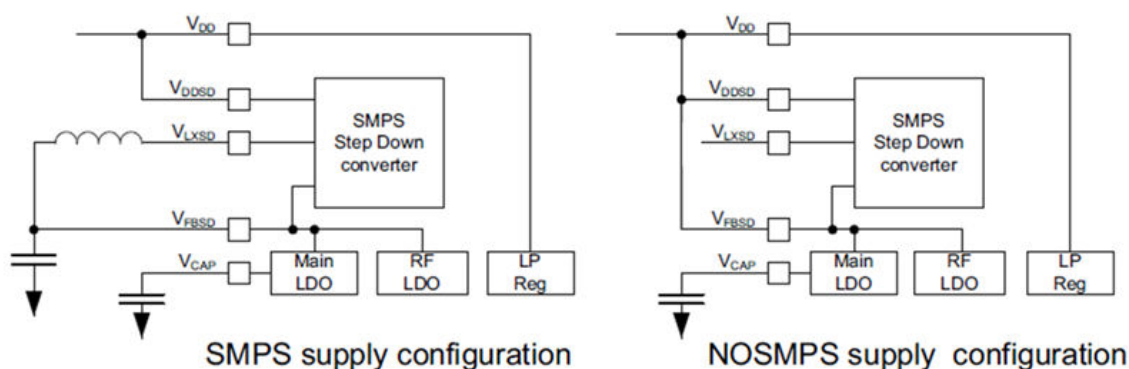 VDD
VDDSD
VLXSD
SMPS
Step Down
converter
VFBSD
VCAP
Main
LDO
RF
LDO
LP
Reg
SMPS supply configuration
VDD
VDDSD
VLXSD
SMPS
Step Down
converter
VFBSD
VCAP
Main
LDO
RF
LDO
LP
Reg
NOSMPS supply configuration